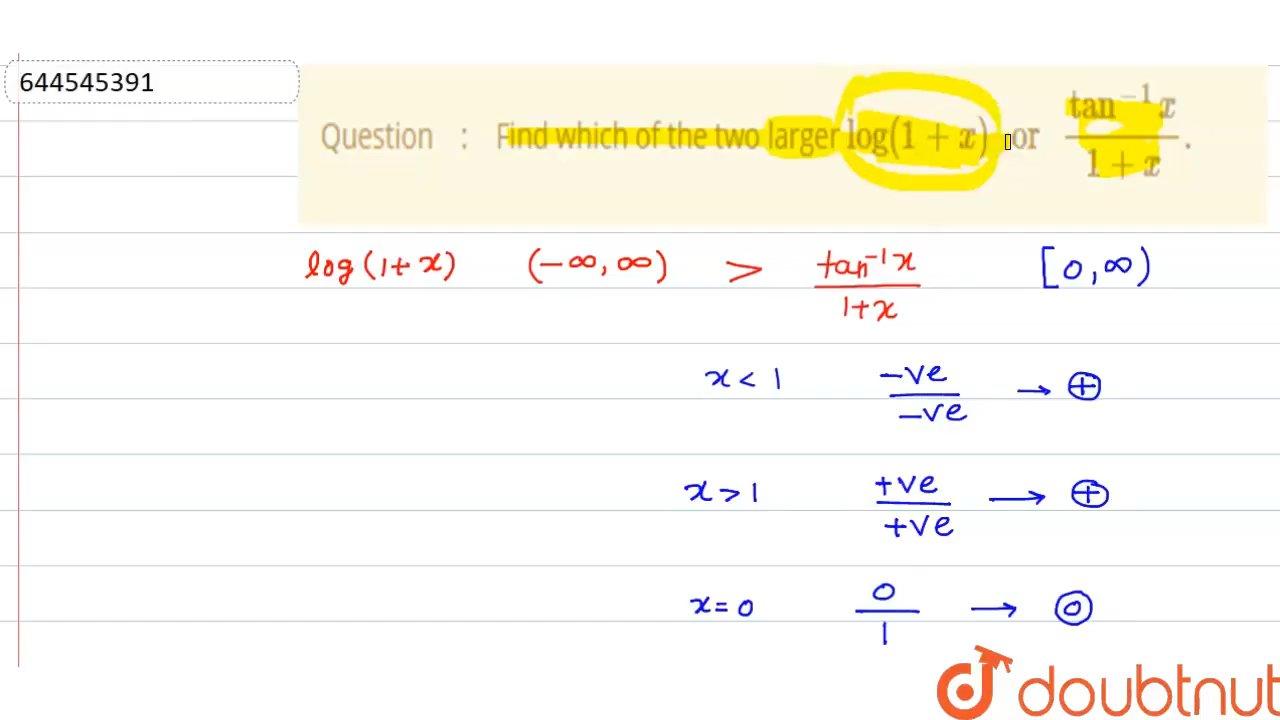 644545391
Question : Find which of the two larger log(1 + x) or tan⁻¹x / 1 + x .
log (1+x) (-∞, ∞) > tan⁻¹x / 1+x [0, ∞)
x < 1 -ve / -ve → ⊕
x > 1 +ve / +ve → ⊕
x = 0 0 / 1 → 0
doubtnut